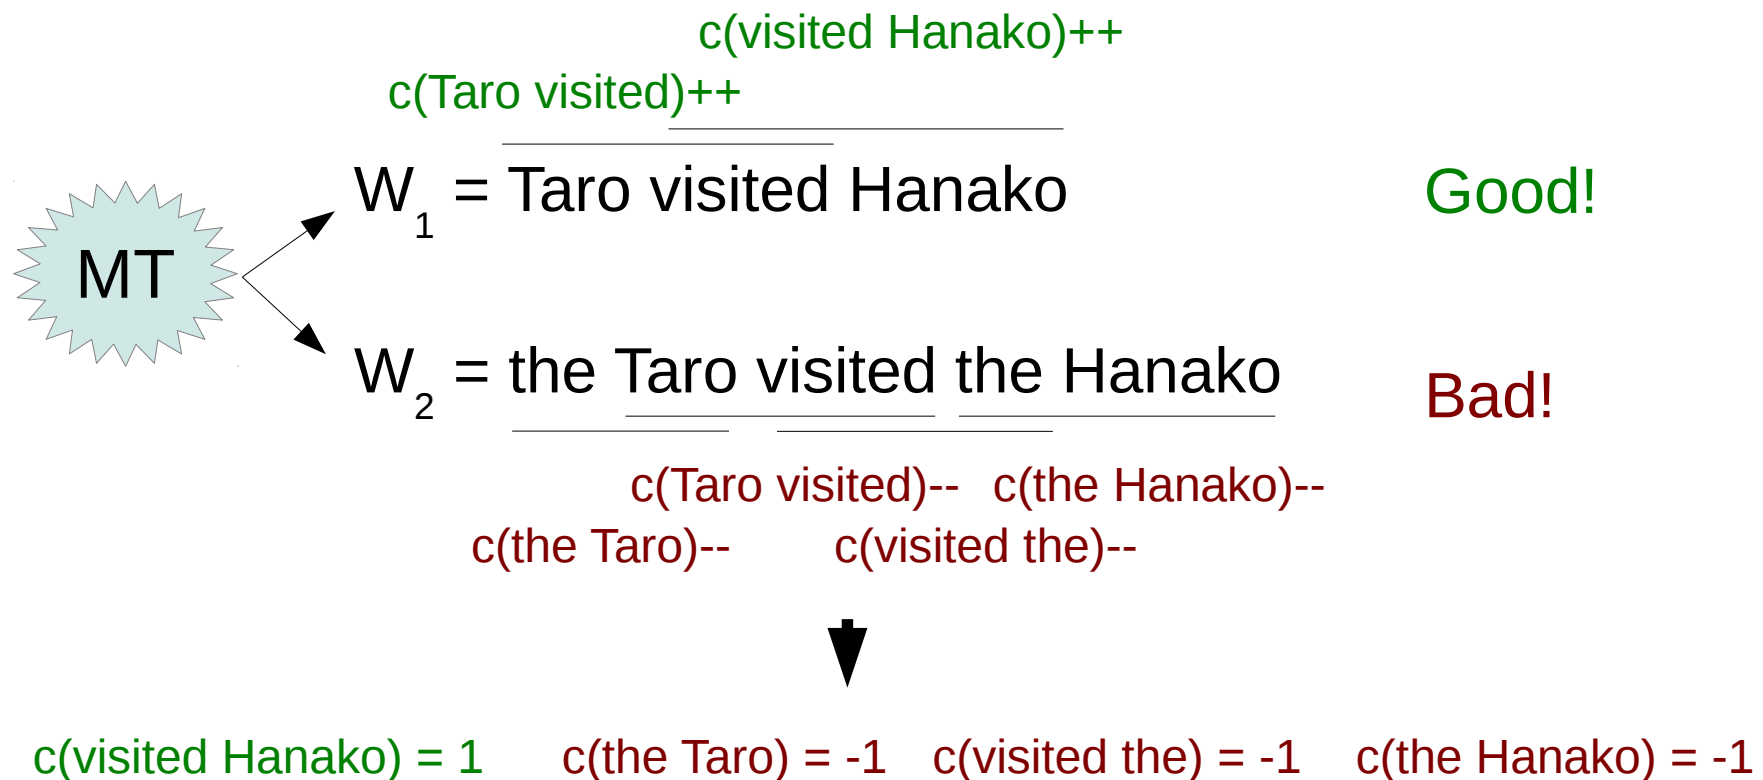 c(visited Hanako)++
c(Taro visited)++
W1 = Taro visited Hanako
Good!
MT
W2 = the Taro visited the Hanako
Bad!
c(Taro visited)-- c(the Hanako)--
c(the Taro)-- c(visited the)--
c(visited Hanako) = 1 c(the Taro) = -1 c(visited the) = -1 c(the Hanako) = -1